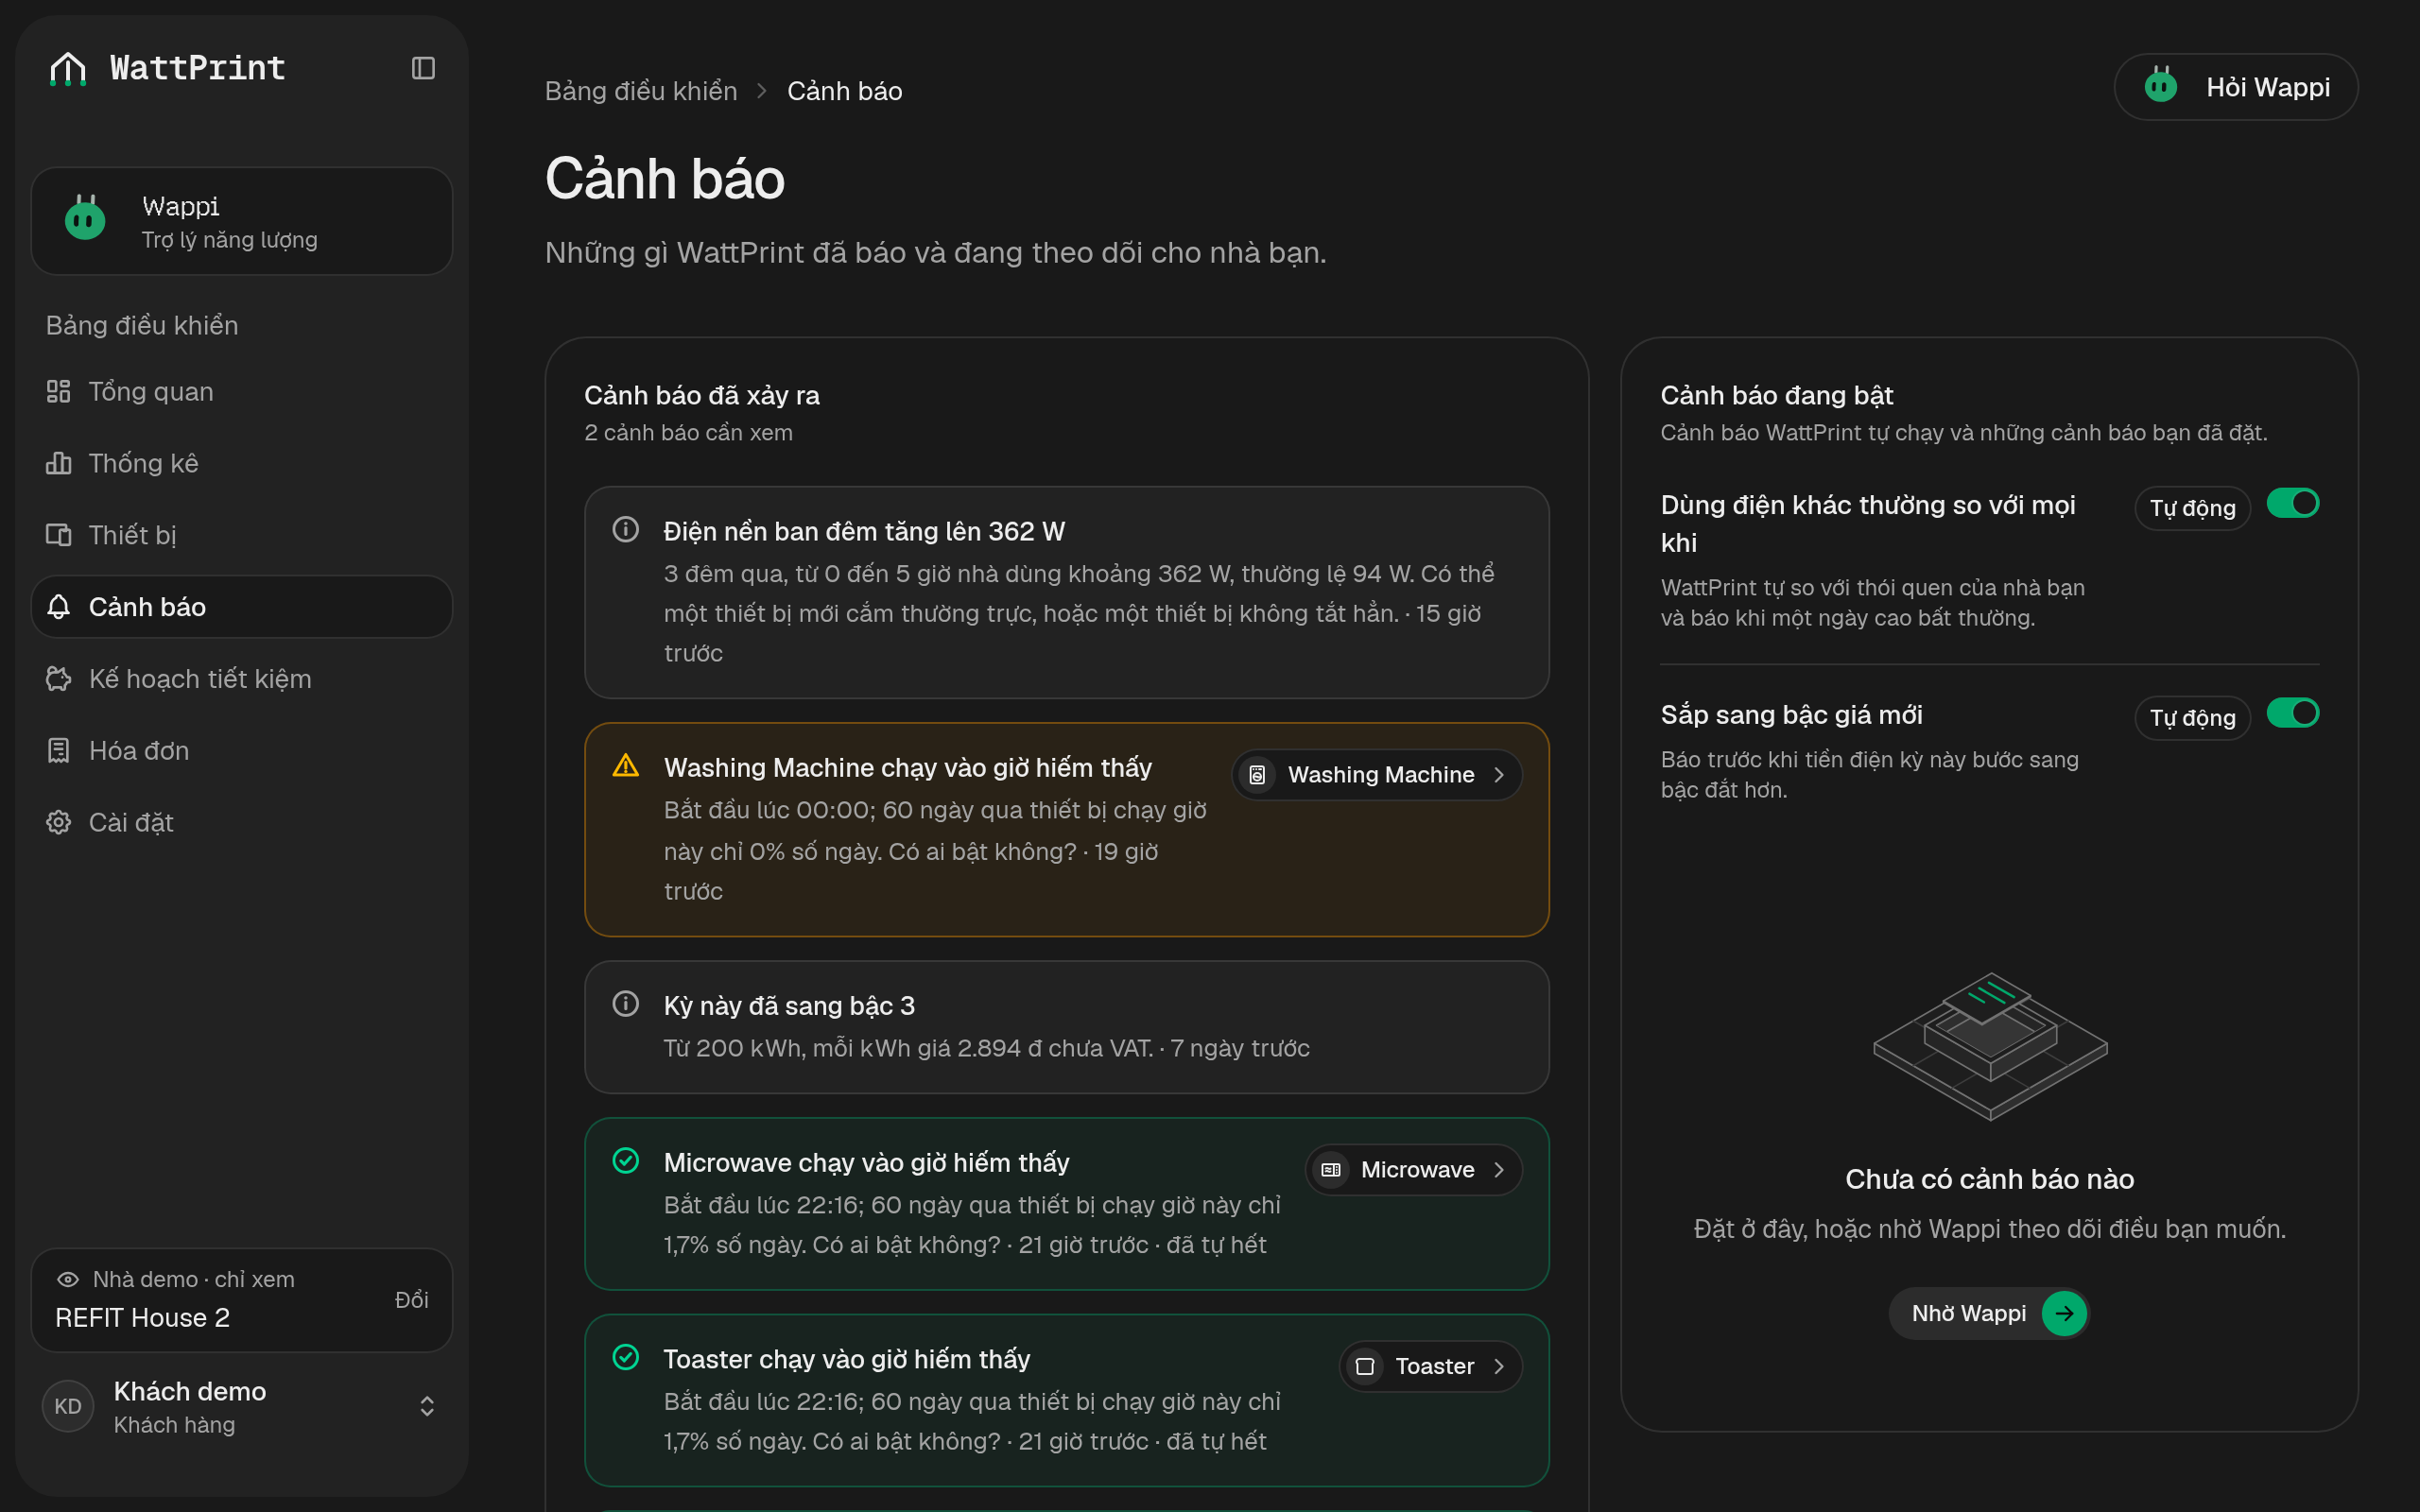 WattPrint
Wappi
Trợ lý năng lượng
Bảng điều khiển
Tổng quan
Thống kê
Thiết bị
Cảnh báo
Kế hoạch tiết kiệm
Hóa đơn
Cài đặt
Nhà demo · chỉ xem
REFIT House 2
Đổi
KD
Khách demo
Khách hàng
Bảng điều khiển
Cảnh báo
Hỏi Wappi
Cảnh báo
Những gì WattPrint đã báo và đang theo dõi cho nhà bạn.
Cảnh báo đã xảy ra
2 cảnh báo cần xem
Điện nền ban đêm tăng lên 362 W
3 đêm qua, từ 0 đến 5 giờ nhà dùng khoảng 362 W, thường lệ 94 W. Có thể
một thiết bị mới cắm thường trực, hoặc một thiết bị không tắt hẳn. · 15 giờ
trước
Washing Machine chạy vào giờ hiếm thấy
Washing Machine
Bắt đầu lúc 00:00; 60 ngày qua thiết bị chạy giờ
này chỉ 0% số ngày. Có ai bật không? · 19 giờ
trước
Kỳ này đã sang bậc 3
Từ 200 kWh, mỗi kWh giá 2.894 đ chưa VAT. · 7 ngày trước
Microwave chạy vào giờ hiếm thấy
Microwave
Bắt đầu lúc 22:16; 60 ngày qua thiết bị chạy giờ này chỉ
1,7% số ngày. Có ai bật không? · 21 giờ trước · đã tự hết
Toaster chạy vào giờ hiếm thấy
Toaster
Bắt đầu lúc 22:16; 60 ngày qua thiết bị chạy giờ này chỉ
1,7% số ngày. Có ai bật không? · 21 giờ trước · đã tự hết
Cảnh báo đang bật
Cảnh báo WattPrint tự chạy và những cảnh báo bạn đã đặt.
Dùng điện khác thường so với mọi
khi
Tự động
WattPrint tự so với thói quen của nhà bạn
và báo khi một ngày cao bất thường.
Sắp sang bậc giá mới
Tự động
Báo trước khi tiền điện kỳ này bước sang
bậc đắt hơn.
Chưa có cảnh báo nào
Đặt ở đây, hoặc nhờ Wappi theo dõi điều bạn muốn.
Nhờ Wappi